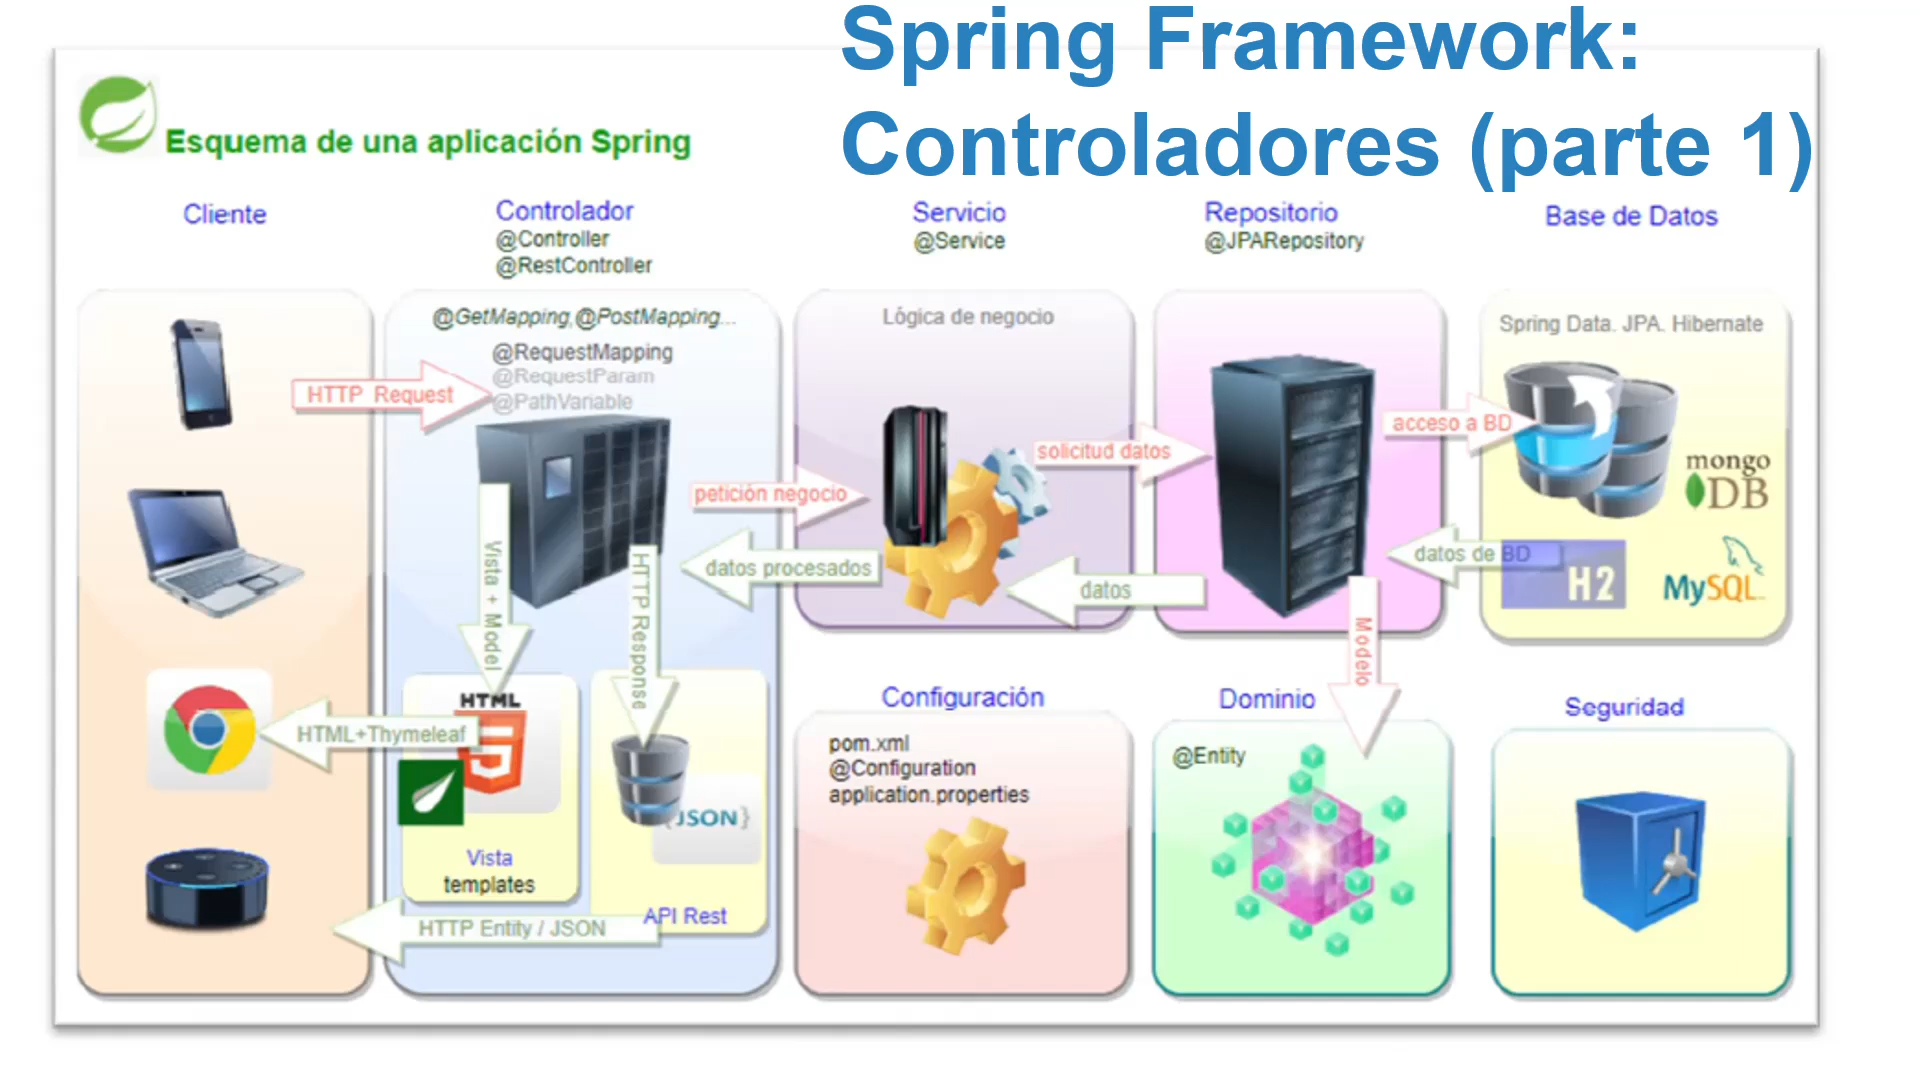 Spring Framework:
Controladores (parte 1)
Esquema de una aplicación Spring
Cliente
Controlador
@Controller
@RestController
Servicio
@Service
Repositorio
@JPARepository
Base de Datos
@GetMapping,@PostMapping...
@RequestMapping
@RequestParam
@PathVariable
HTTP Request
Lógica de negocio
Spring Data. JPA. Hibernate
petición negocio
solicitud datos
acceso a BD
mongo
DB
datos procesados
datos
datos de BD
H2
MySQL
Vista + Model
HTTP Response
Modelo
HTML
5
HTML+Thymeleaf
{JSON}
Vista
templates
API Rest
HTTP Entity / JSON
Configuración
pom.xml
@Configuration
application.properties
Dominio
@Entity
Seguridad